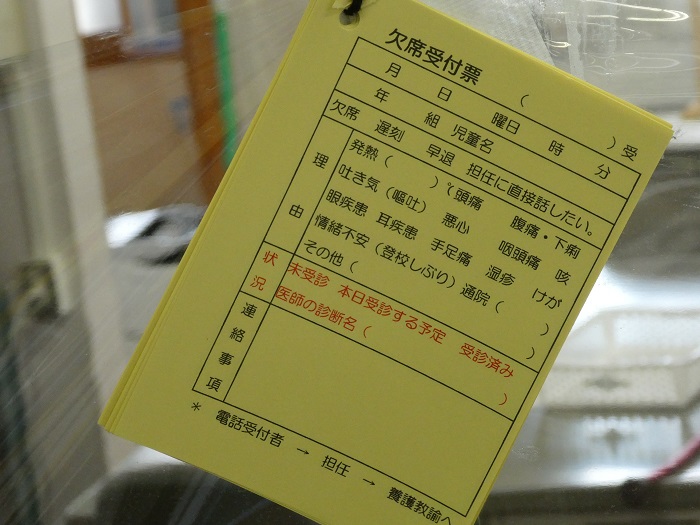 欠席受付票 （ ）受
月 日 曜日 時 分
年 組 児童名
欠席 遅刻 早退 担任に直接話したい。
理由
発熱（ ）℃ 頭痛 腹痛・下痢
吐き気（嘔吐） 悪心 咽頭痛 咳
眼疾患 耳疾患 手足痛 湿疹 けが
情緒不安（登校しぶり）通院（ ）
その他（ ）
状況
未受診 本日受診する予定 受診済み
医師の診断名（ ）
連絡事項
＊ 電話受付者 → 担任 → 養護教諭へ